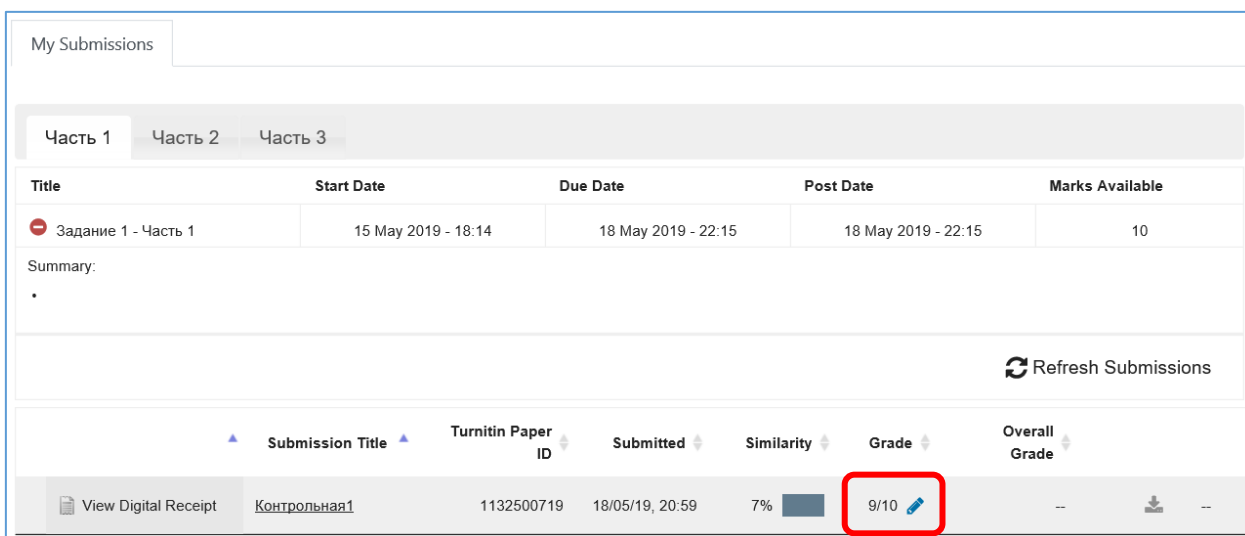 My Submissions
Часть 1 Часть 2 Часть 3
Title Start Date Due Date Post Date Marks Available
Задание 1 - Часть 1 15 May 2019 - 18:14 18 May 2019 - 22:15 18 May 2019 - 22:15 10
Summary:
•
Refresh Submissions
Submission Title Turnitin Paper ID Submitted Similarity Grade Overall Grade
View Digital Receipt Контрольная1 1132500719 18/05/19, 20:59 7% 9/10 -- --